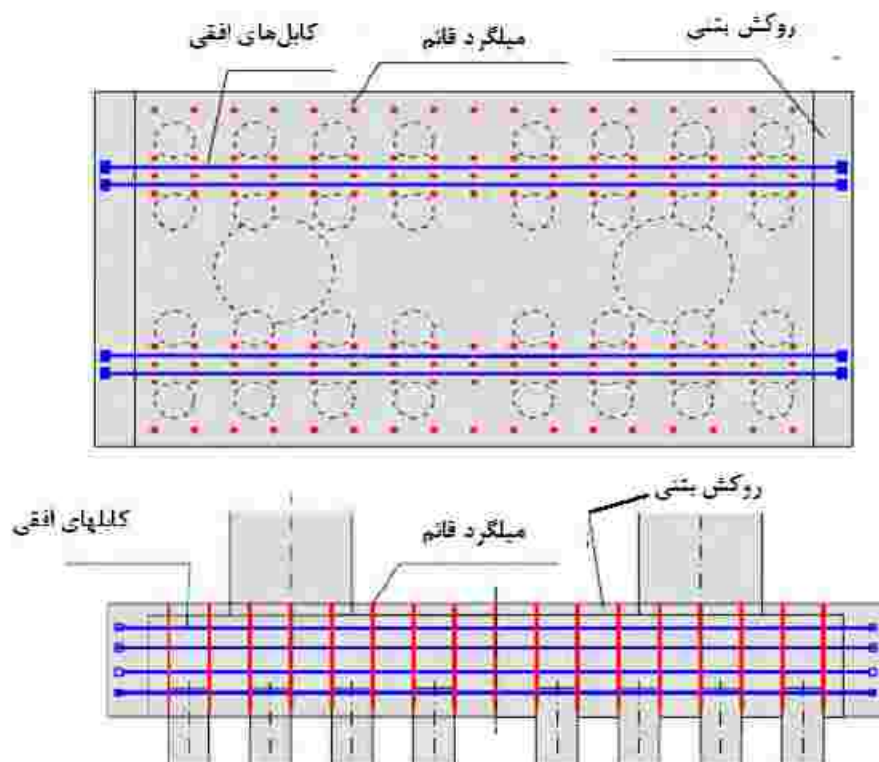 روکش بتنی
میلگرد قائم
کابل‌های افقی
روکش بتنی
میلگرد قائم
کابلهای افقی